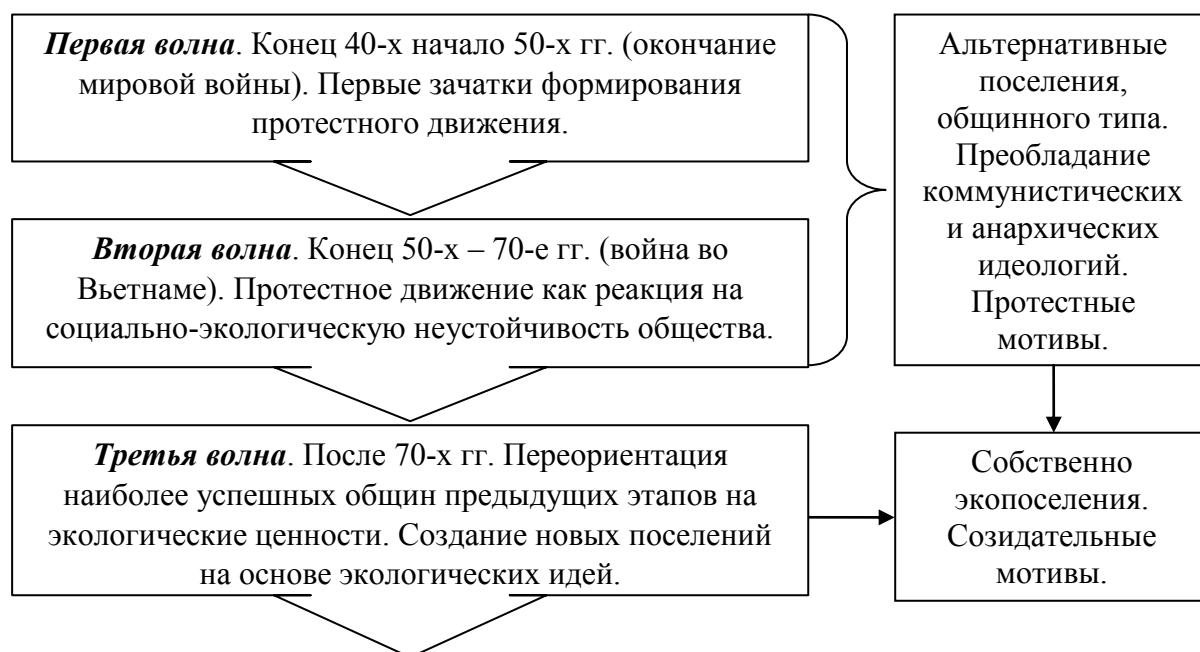 Первая волна. Конец 40-х начало 50-х гг. (окончание
мировой войны). Первые зачатки формирования
протестного движения.
Вторая волна. Конец 50-х – 70-е гг. (война во
Вьетнаме). Протестное движение как реакция на
социально-экологическую неустойчивость общества.
Третья волна. После 70-х гг. Переориентация
наиболее успешных общин предыдущих этапов на
экологические ценности. Создание новых поселений
на основе экологических идей.
Альтернативные
поселения,
общинного типа.
Преобладание
коммунистических
и анархических
идеологий.
Протестные
мотивы.
Собственно
экопоселения.
Созидательные
мотивы.